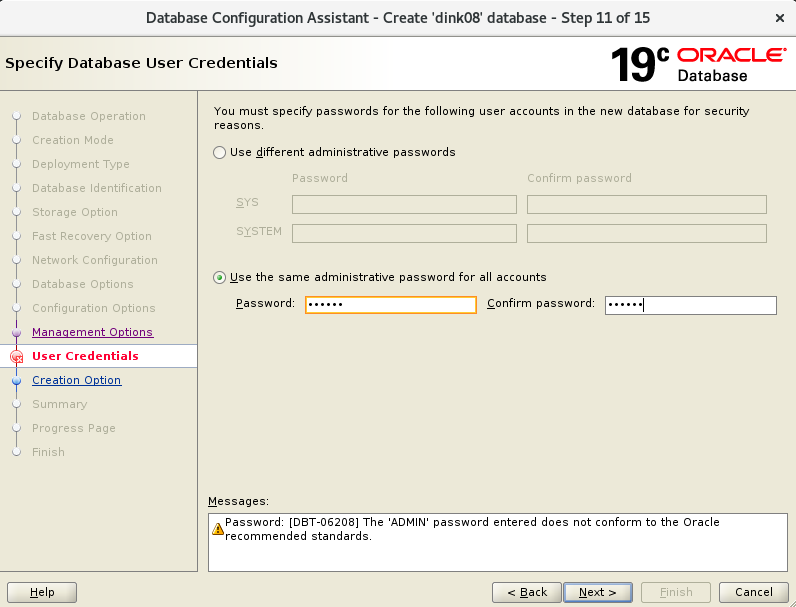 Database Configuration Assistant - Create 'dink08' database - Step 11 of 15
×
Specify Database User Credentials
19c ORACLE®
Database
Database Operation
Creation Mode
Deployment Type
Database Identification
Storage Option
Fast Recovery Option
Network Configuration
Database Options
Configuration Options
Management Options
User Credentials
Creation Option
Summary
Progress Page
Finish
You must specify passwords for the following user accounts in the new database for security
reasons.
Use different administrative passwords
Password Confirm password
SYS
SYSTEM
Use the same administrative password for all accounts
Password: •••••• Confirm password: ••••••
Messages:
Password: [DBT-06208] The 'ADMIN' password entered does not conform to the Oracle
recommended standards.
Help < Back Next > Finish Cancel